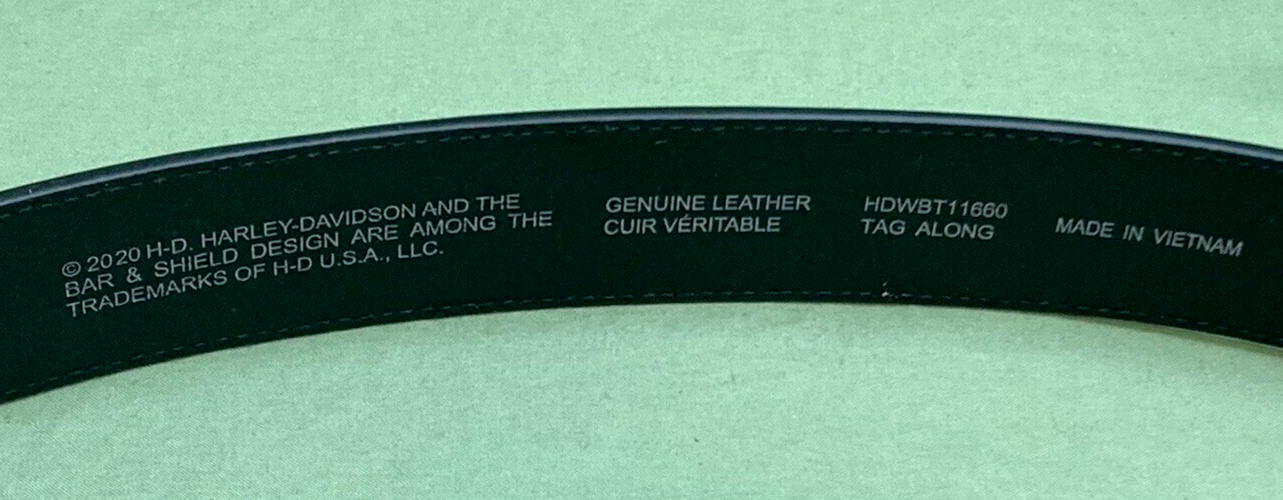 © 2020 H-D. HARLEY-DAVIDSON AND THE
BAR & SHiELD DESIGN ARE AMONG THE
TRADEMARKS OF H-D U.S.A., LLC.
GENUINE LEATHER
CUIR VÉRITABLE
HDWBT11660
TAG ALONG
MADE IN VIETNAM